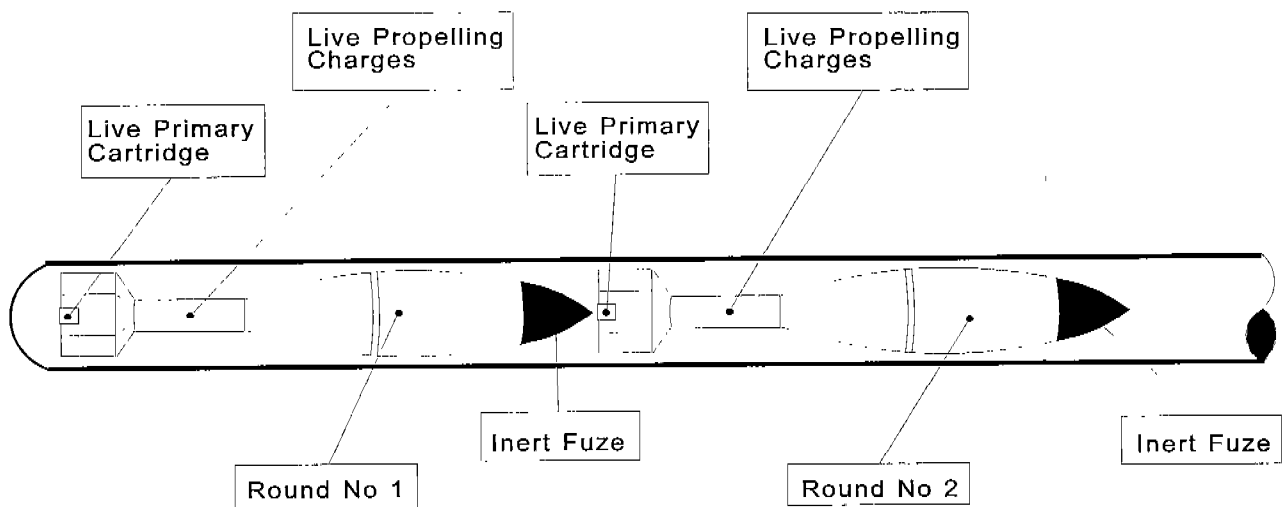 Live Propelling
Charges
Live Propelling
Charges
Live Primary
Cartridge
Live Primary
Cartridge
Inert Fuze
Inert Fuze
Round No 1
Round No 2